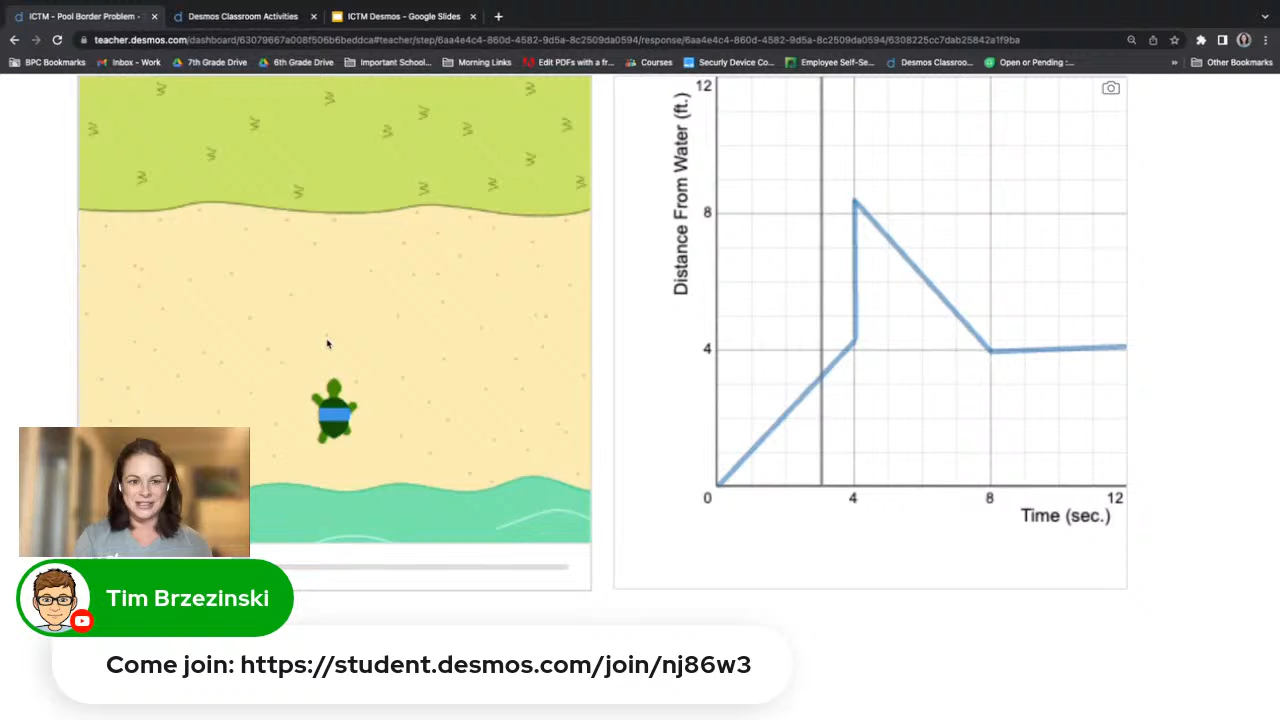 ICTM - Pool Border Problem -
Desmos Classroom Activities
ICTM Desmos - Google Slides
teacher.desmos.com/dashboard/63079667a008f506b6beddca#teacher/step/6aa4e4c4-860d-4582-9d5a-8c2509da0594/response/6aa4e4c4-860d-4582-9d5a-8c2509da0594/6308225cc7dab25842a1f9ba
BPC Bookmarks
Inbox - Work
7th Grade Drive
6th Grade Drive
Important School...
Morning Links
Edit PDFs with a fr...
Courses
Securly Device Co...
Employee Self-Se...
Desmos Classroo...
Open or Pending :...
»
Other Bookmarks
12
Distance From Water (ft.)
8
4
0
4
8
12
Time (sec.)
Tim Brzezinski
Come join: https://student.desmos.com/join/nj86w3